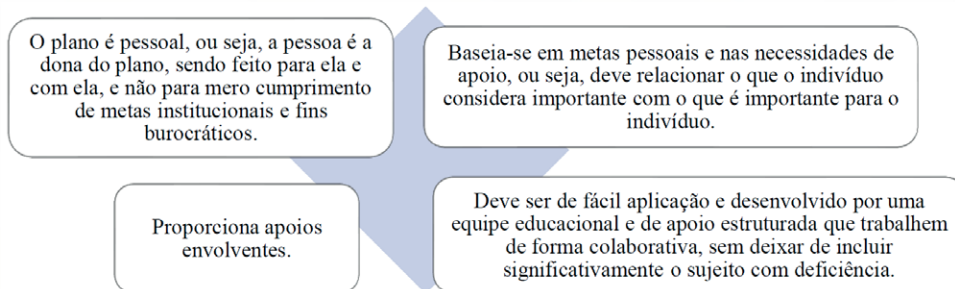 O plano é pessoal, ou seja, a pessoa é a
dona do plano, sendo feito para ela e
com ela, e não para mero cumprimento
de metas institucionais e fins
burocráticos.
Baseia-se em metas pessoais e nas necessidades de
apoio, ou seja, deve relacionar o que o indivíduo
considera importante com o que é importante para o
indivíduo.
Proporciona apoios
envolventes.
Deve ser de fácil aplicação e desenvolvido por uma
equipe educacional e de apoio estruturada que trabalhem
de forma colaborativa, sem deixar de incluir
significativamente o sujeito com deficiência.